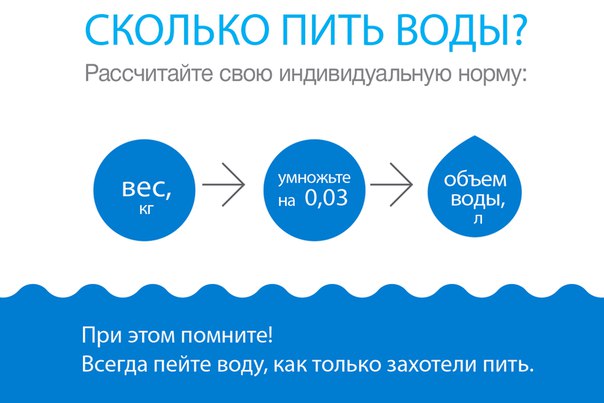 СКОЛЬКО ПИТЬ ВОДЫ?
Рассчитайте свою индивидуальную норму:
вес,
кг
умножьте
на 0,03
объем
воды,
л
При этом помните!
Всегда пейте воду, как только захотели пить.